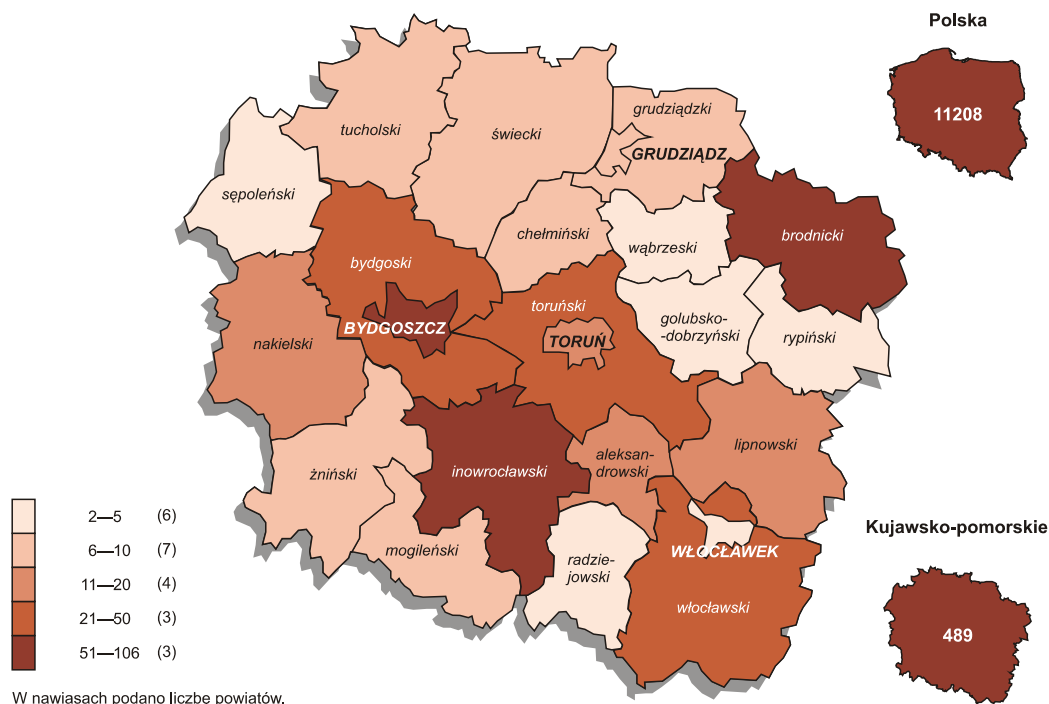 Polska
11208
grudziądzki
tucholski
świecki
GRUDZIĄDZ
sępoleński
chełmiński
wąbrzeski
brodnicki
bydgoski
toruński
golubsko-
-dobrzyński
rypiński
BYDGOSZCZ
TORUŃ
nakielski
lipnowski
aleksan-
drowski
inowrocławski
żniński
2—5 (6)
6—10 (7)
11—20 (4)
21—50 (3)
51—106 (3)
mogileński
radzie-
jowski
WŁOCŁAWEK
włocławski
Kujawsko-pomorskie
489
W nawiasach podano liczbę powiatów.